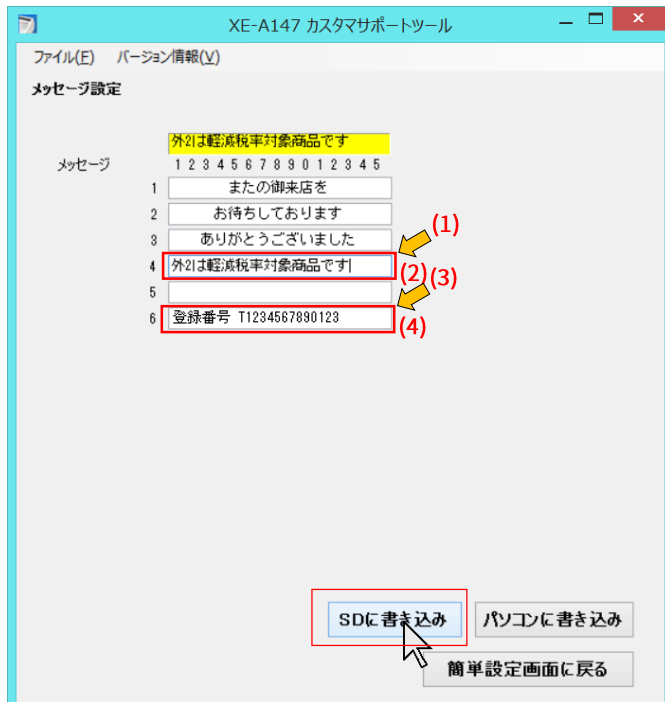 XE-A147 カスタマサポートツール
ファイル(F) バージョン情報(V)
メッセージ設定
外2は軽減税率対象商品です
メッセージ 1 2 3 4 5 6 7 8 9 0 1 2 3 4 5
1 またの御来店を
2 お待ちしております
3 ありがとうございました
(1)
4 外2は軽減税率対象商品です
(2) (3)
5
6 登録番号 T1234567890123
(4)
SDに書き込み パソコンに書き込み
簡単設定画面に戻る